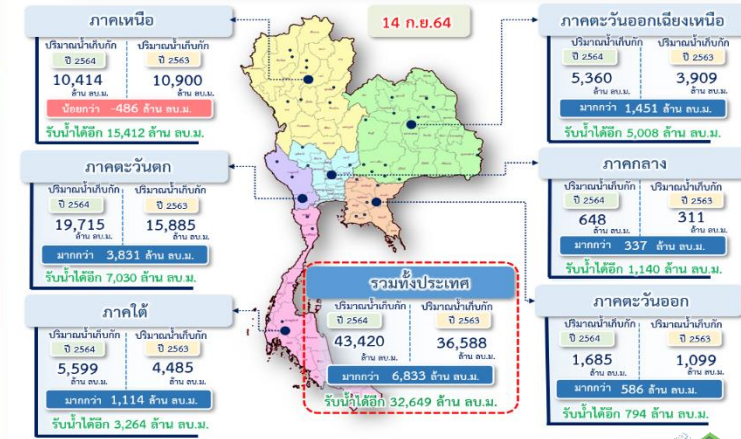 14 ก.ย.64
ภาคเหนือ
ปริมาณน้ำเก็บกัก ปริมาณน้ำเก็บกัก
ปี 2564 ปี 2563
10,414 10,900
ล้าน ลบ.ม. ล้าน ลบ.ม.
น้อยกว่า -486 ล้าน ลบ.ม.
รับน้ำได้อีก 15,412 ล้าน ลบ.ม.
ภาคตะวันตก
ปริมาณน้ำเก็บกัก ปริมาณน้ำเก็บกัก
ปี 2564 ปี 2563
19,715 15,885
ล้าน ลบ.ม. ล้าน ลบ.ม.
มากกว่า 3,831 ล้าน ลบ.ม.
รับน้ำได้อีก 7,030 ล้าน ลบ.ม.
ภาคใต้
ปริมาณน้ำเก็บกัก ปริมาณน้ำเก็บกัก
ปี 2564 ปี 2563
5,599 4,485
ล้าน ลบ.ม. ล้าน ลบ.ม.
มากกว่า 1,114 ล้าน ลบ.ม.
รับน้ำได้อีก 3,264 ล้าน ลบ.ม.
รวมทั้งประเทศ
ปริมาณน้ำเก็บกัก ปริมาณน้ำเก็บกัก
ปี 2564 ปี 2563
43,420 36,588
ล้าน ลบ.ม. ล้าน ลบ.ม.
มากกว่า 6,833 ล้าน ลบ.ม.
รับน้ำได้อีก 32,649 ล้าน ลบ.ม.
ภาคตะวันออกเฉียงเหนือ
ปริมาณน้ำเก็บกัก ปริมาณน้ำเก็บกัก
ปี 2564 ปี 2563
5,360 3,909
ล้าน ลบ.ม. ล้าน ลบ.ม.
มากกว่า 1,451 ล้าน ลบ.ม.
รับน้ำได้อีก 5,008 ล้าน ลบ.ม.
ภาคกลาง
ปริมาณน้ำเก็บกัก ปริมาณน้ำเก็บกัก
ปี 2564 ปี 2563
648 311
ล้าน ลบ.ม. ล้าน ลบ.ม.
มากกว่า 337 ล้าน ลบ.ม.
รับน้ำได้อีก 1,140 ล้าน ลบ.ม.
ภาคตะวันออก
ปริมาณน้ำเก็บกัก ปริมาณน้ำเก็บกัก
ปี 2564 ปี 2563
1,685 1,099
ล้าน ลบ.ม. ล้าน ลบ.ม.
มากกว่า 586 ล้าน ลบ.ม.
รับน้ำได้อีก 794 ล้าน ลบ.ม.